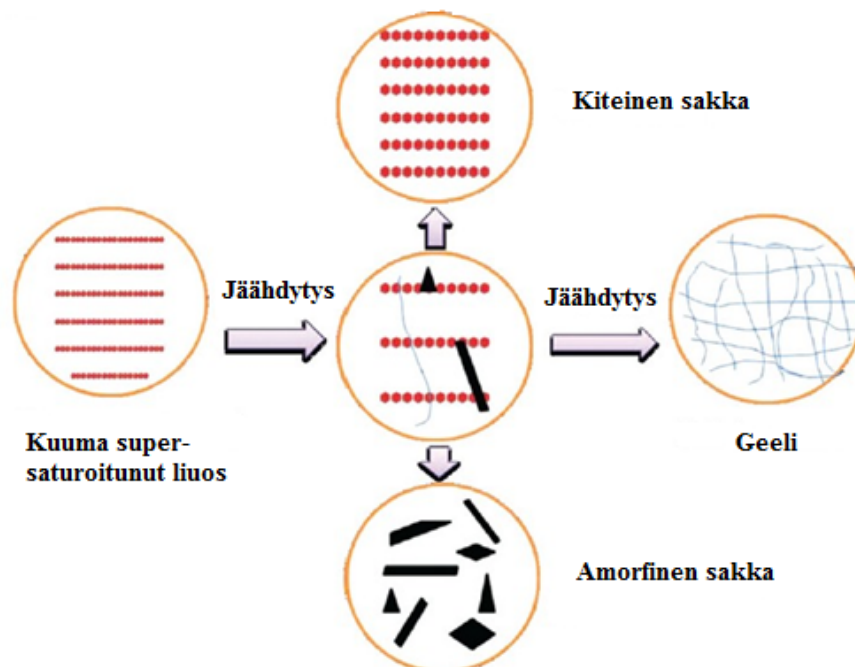 Kiteinen sakka
Jäähdytys
Jäähdytys
Kuuma super-
saturoitunut liuos
Geeli
Amorfinen sakka